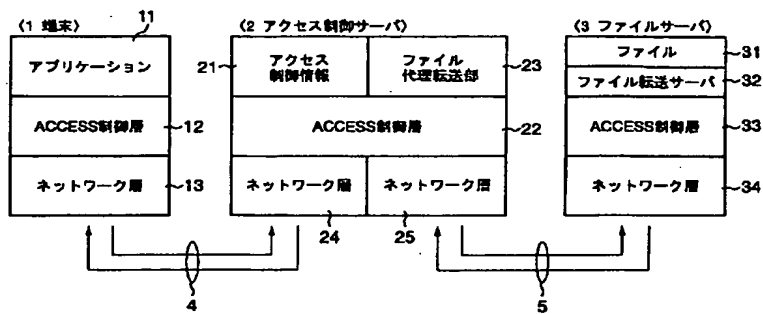 〈1 端末〉
〈2 アクセス制御サーバ〉
〈3 ファイルサーバ〉
11
アプリケーション
12
ACCESS制御層
13
ネットワーク層
21
アクセス
制御情報
ファイル
代理転送部
23
ACCESS制御層
22
ネットワーク層
ネットワーク層
24
25
ファイル
31
ファイル転送サーバ
32
ACCESS制御層
33
ネットワーク層
34
4
5